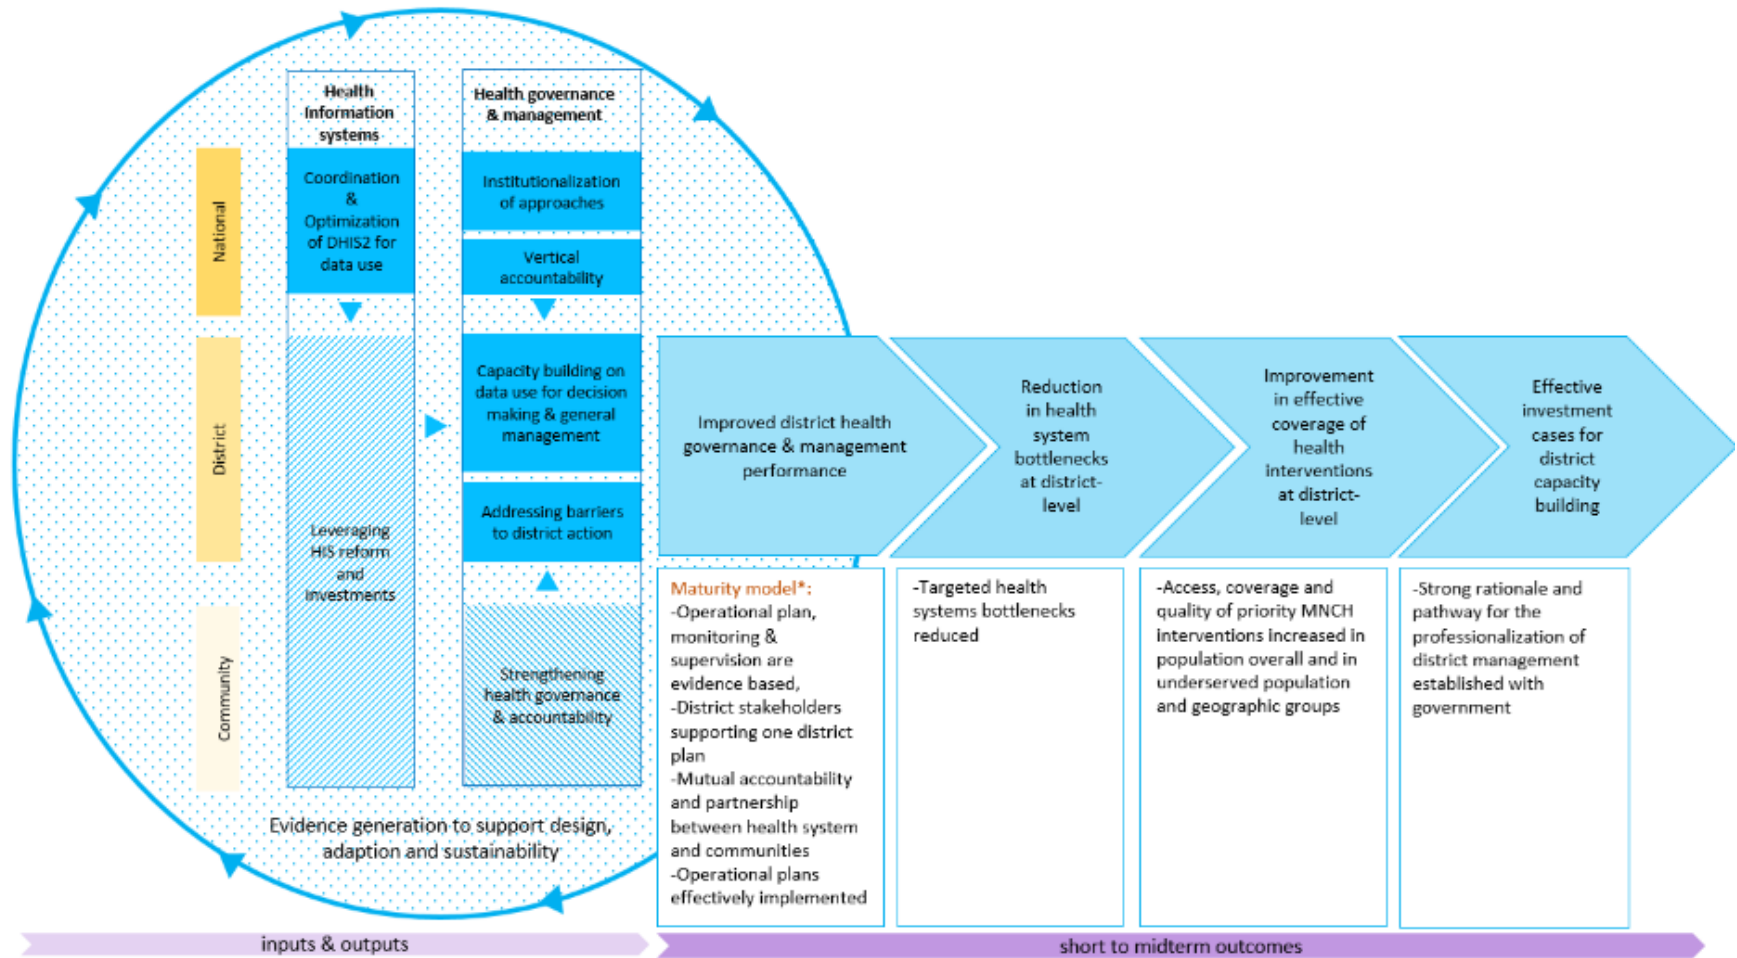 Health
Information
systems
Health governance
& management
National
District
Community
Coordination
&
Optimization
of DHIS2 for
data use
Leveraging
HIS reform
and
Investments
Institutionalization
of approaches
Vertical
accountability
Capacity building on
data use for decision
making & general
management
Addressing barriers
to district action
Strengthening
health governance
& accountability
Evidence generation to support design,
adaption and sustainability
Improved district health
governance & management
performance
Reduction
in health
system
bottlenecks
at district-
level
Improvement
in effective
coverage of
health
interventions
at district-
level
Effective
investment
cases for
district
capacity
building
Maturity model*:
-Operational plan,
monitoring &
supervision are
evidence based,
-District stakeholders
supporting one district
plan
-Mutual accountability
and partnership
between health system
and communities
-Operational plans
effectively implemented
-Targeted health
systems bottlenecks
reduced
-Access, coverage and
quality of priority MNCH
interventions increased in
population overall and in
underserved population
and geographic groups
-Strong rationale and
pathway for the
professionalization of
district management
established with
government
inputs & outputs
short to midterm outcomes